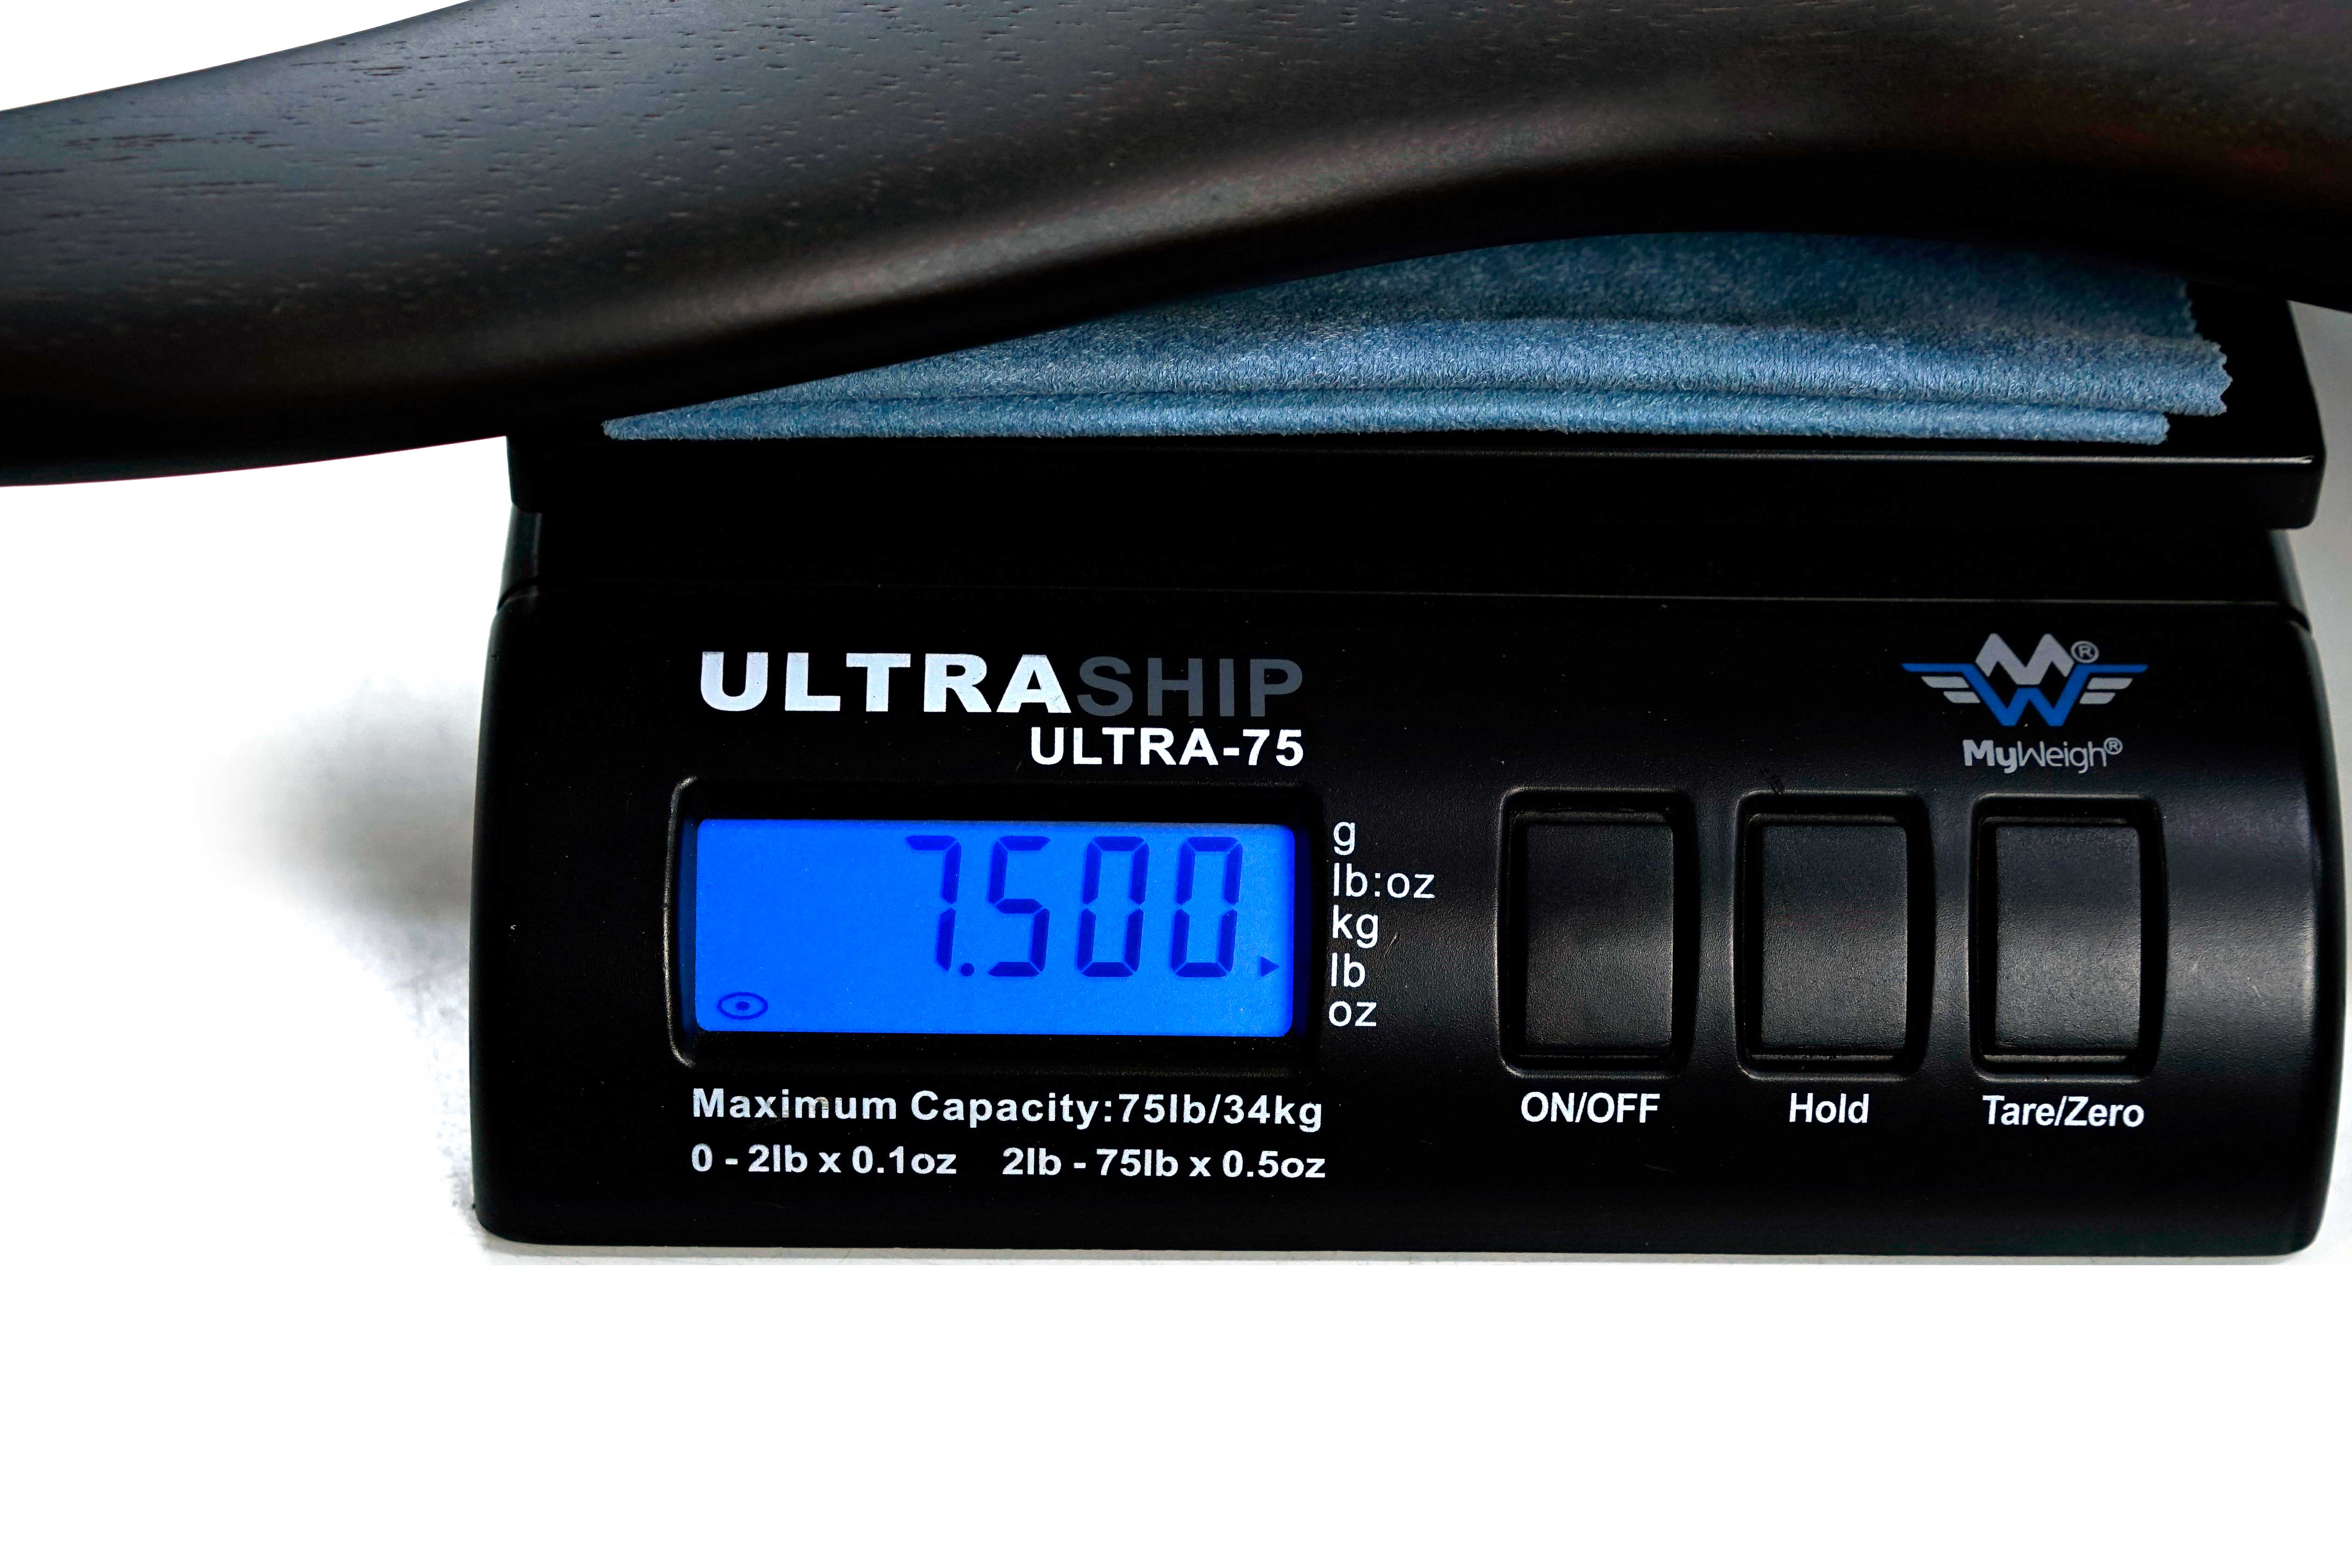 ULTRASHIP
ULTRA-75
MW®
MyWeigh®
7.500
g
lb:oz
kg
lb
oz
Maximum Capacity:75lb/34kg
0 - 2lb x 0.1oz 2lb - 75lb x 0.5oz
ON/OFF
Hold
Tare/Zero